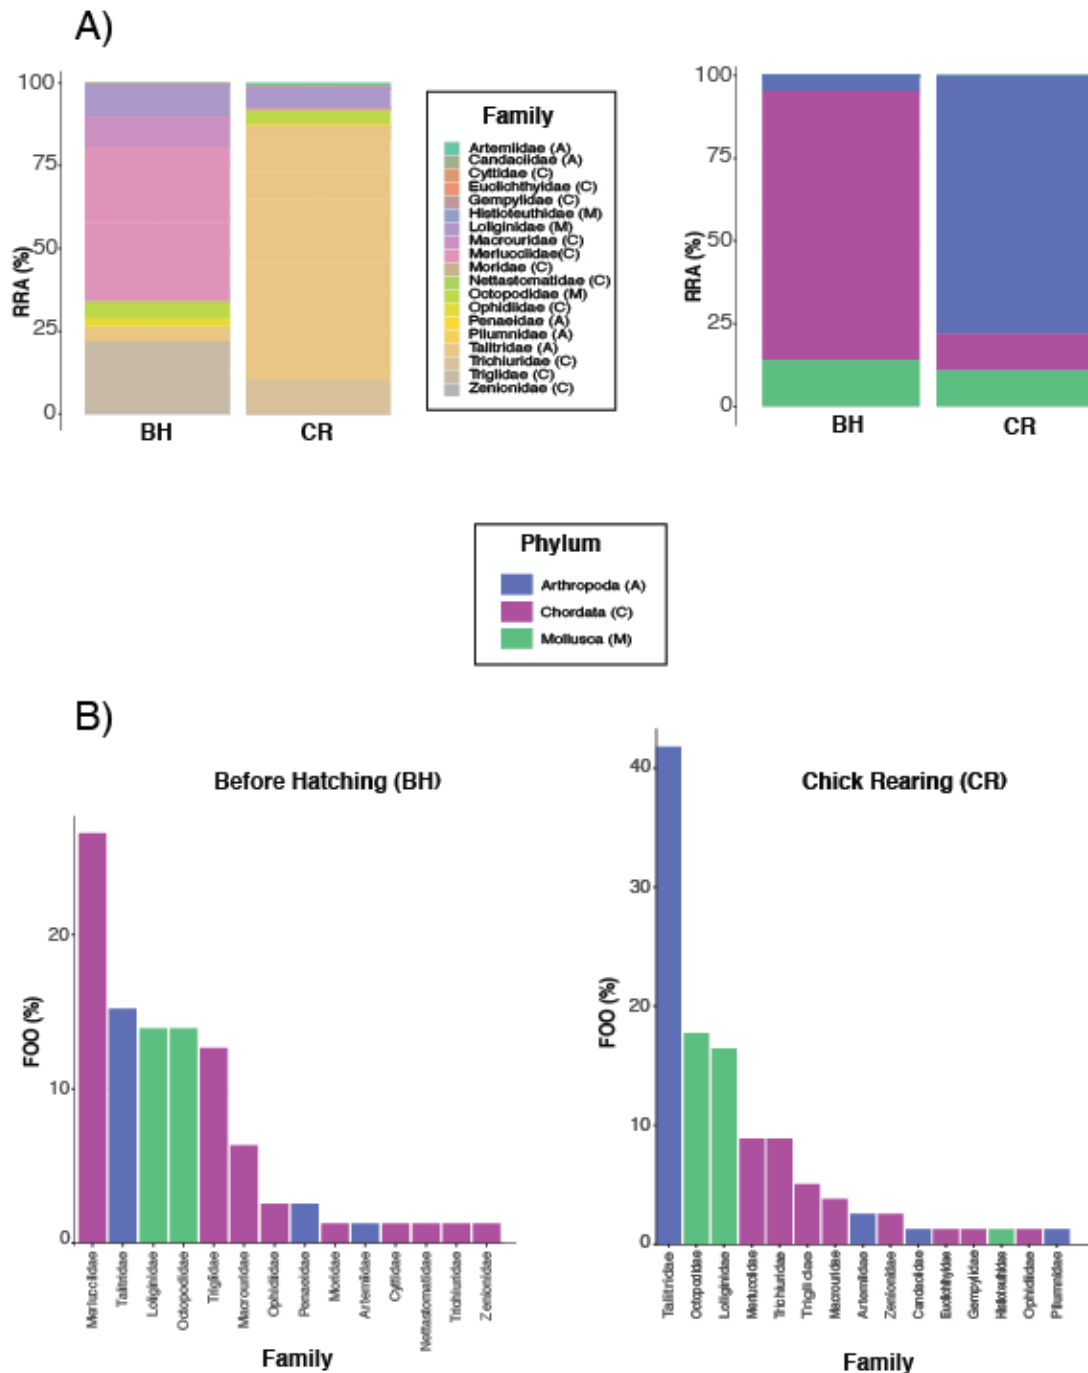 A)
100
75
50
25
0
RRA (%)
BH
CR
Family
Artemiidae (A)
Candaciidae (A)
Cyttidae (C)
Euclichthyidae (C)
Gempylidae (C)
Histioteuthidae (M)
Loliginidae (M)
Macrouridae (C)
Merlucciidae(C)
Moridae (C)
Nettastomatidae (C)
Octopodidae (M)
Ophidiidae (C)
Penaeidae (A)
Pilumnidae (A)
Talitridae (A)
Trichiuridae (C)
Triglidae (C)
Zenionidae (C)
100
75
50
25
0
RRA (%)
BH
CR
Phylum
Arthropoda (A)
Chordata (C)
Mollusca (M)
B)
Before Hatching (BH)
20
10
0
FOO (%)
Merlucciidae
Talitridae
Loliginidae
Octopodidae
Triglidae
Macrouridae
Ophidiidae
Penaeidae
Moridae
Artemiidae
Cyttidae
Nettastomatidae
Trichiuridae
Zenionidae
Family
Chick Rearing (CR)
40
30
20
10
0
FOO (%)
Talitridae
Octopodidae
Loliginidae
Merlucciidae
Trichiuridae
Triglidae
Macrouridae
Artemiidae
Zenionidae
Candaciidae
Euclichthyidae
Gempylidae
Histioteuthidae
Ophidiidae
Pilumnidae
Family